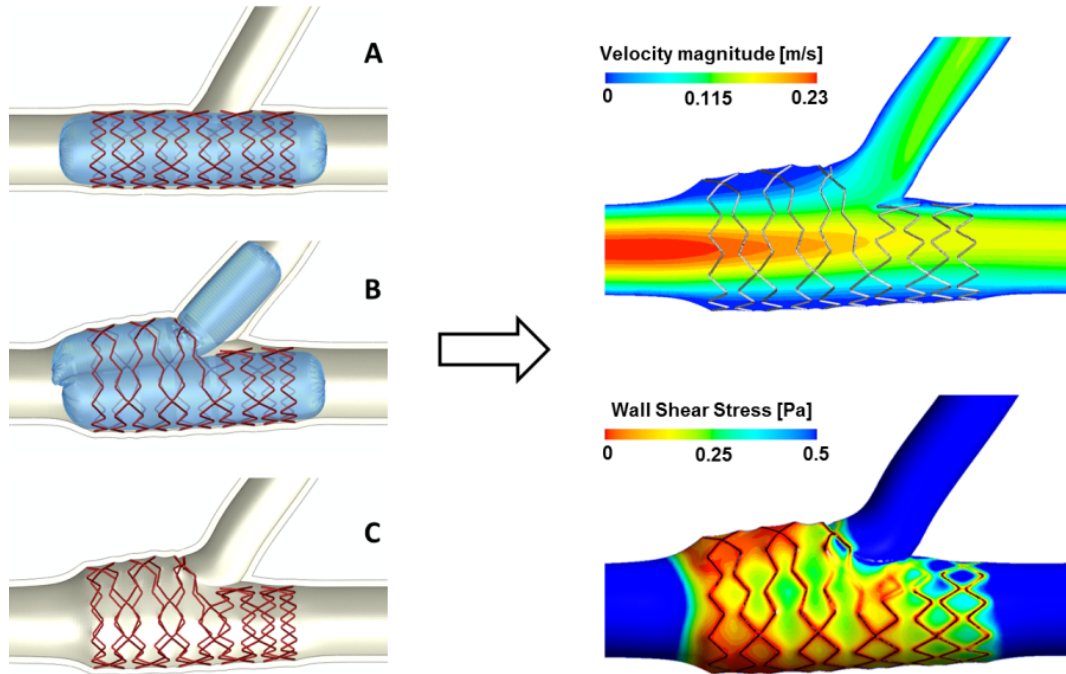 A
B
C
Velocity magnitude [m/s]
0 0.115 0.23
Wall Shear Stress [Pa]
0 0.25 0.5